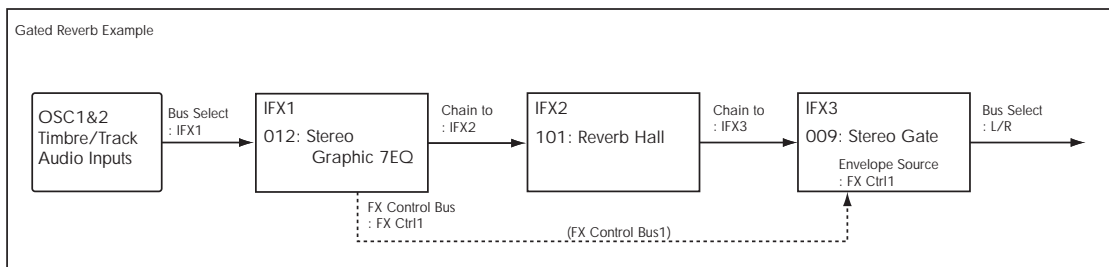 Gated Reverb Example
OSC1&2
Timbre/Track
Audio Inputs
Bus Select
: IFX1
IFX1
012: Stereo
Graphic 7EQ
Chain to
: IFX2
IFX2
101: Reverb Hall
Chain to
: IFX3
IFX3
009: Stereo Gate
Envelope Source
: FX Ctrl1
Bus Select
: L/R
FX Control Bus
: FX Ctrl1
(FX Control Bus1)